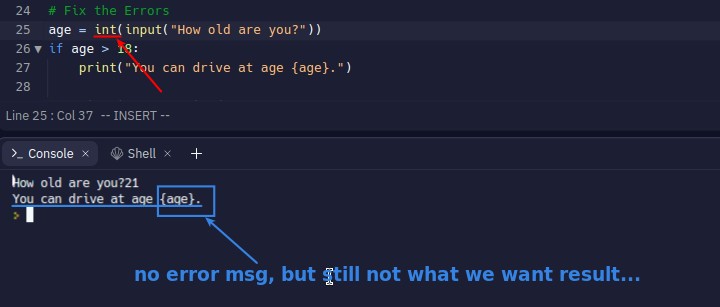 24 # Fix the Errors
25 age = int(input("How old are you?"))
26 if age > 18:
27 print("You can drive at age {age}.")
28
Line 25 : Col 37 -- INSERT --
Console × Shell × +
How old are you?21
You can drive at age {age}.
no error msg, but still not what we want result...